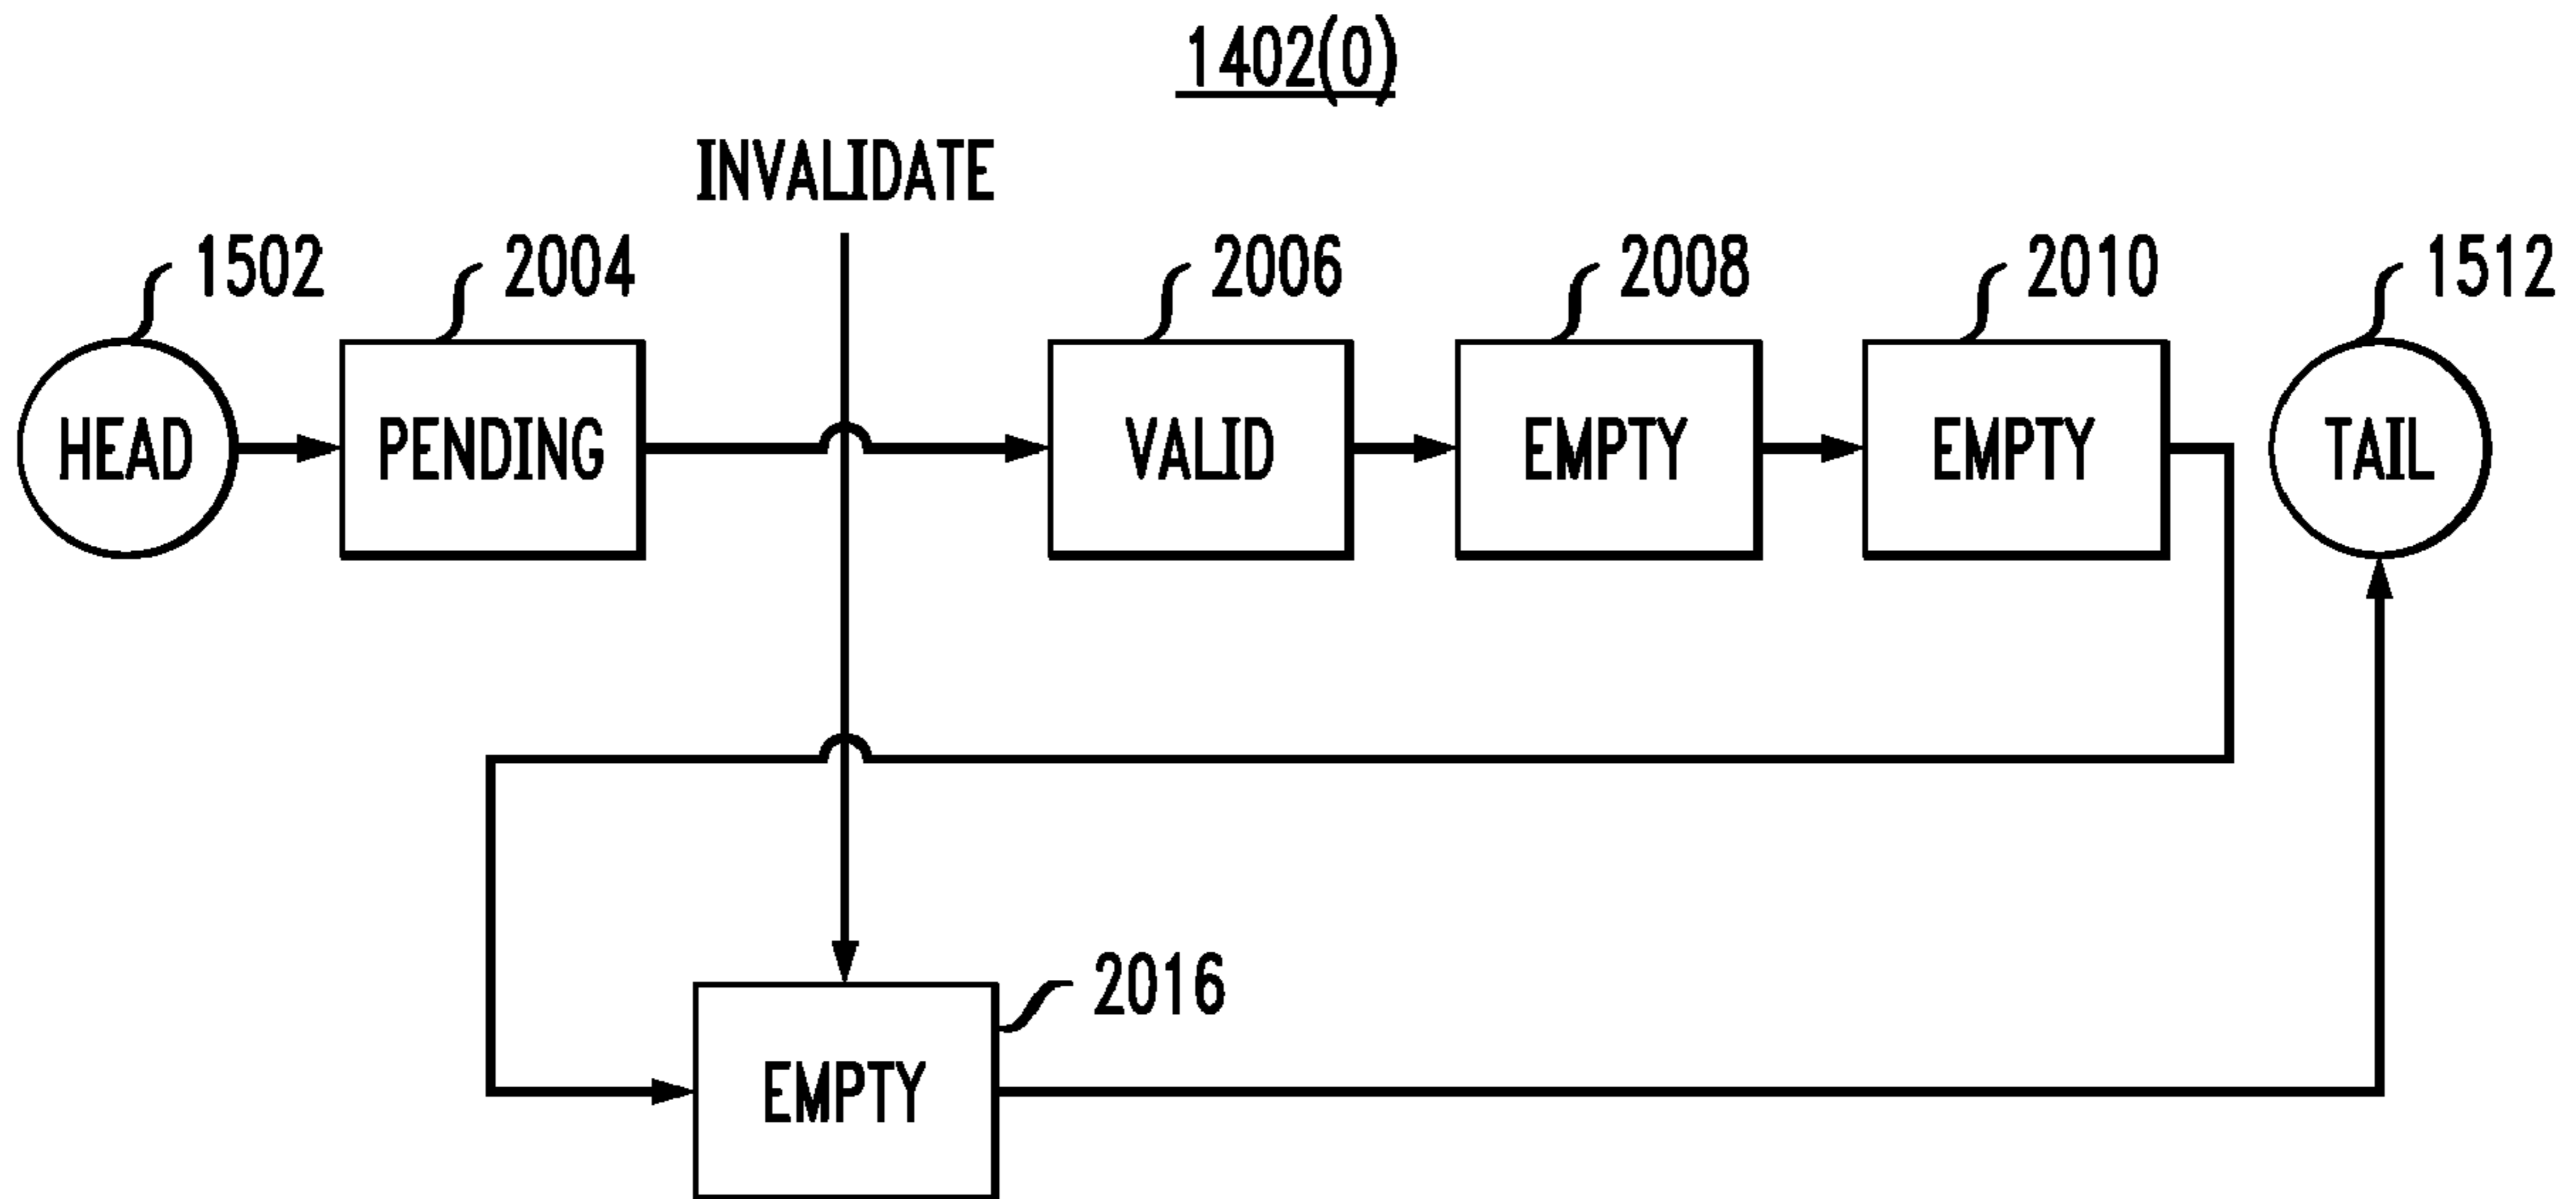 1402(0)
INVALIDATE
1502 2004 2006 2008 2010 1512
HEAD PENDING VALID EMPTY EMPTY TAIL
2016
EMPTY